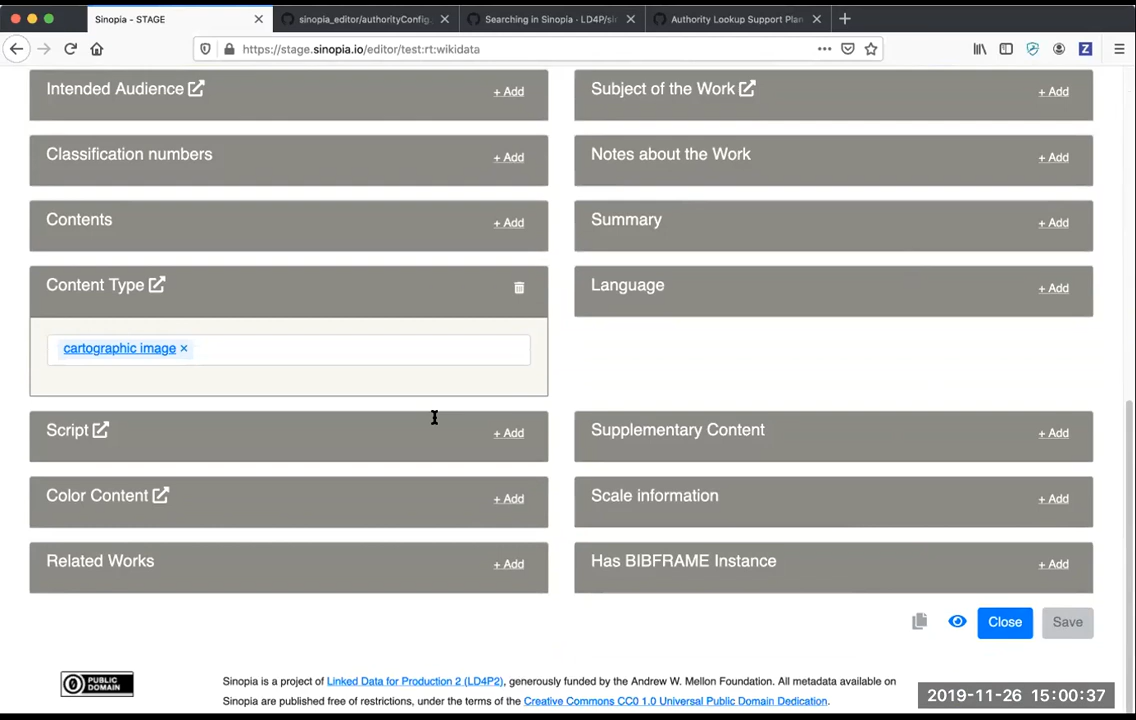 Sinopia - STAGE
sinopia_editor/authorityConfig.
Searching in Sinopia · LD4P/si
Authority Lookup Support Plan
https://stage.sinopia.io/editor/test:rt:wikidata
Intended Audience + Add
Subject of the Work + Add
Classification numbers + Add
Notes about the Work + Add
Contents + Add
Summary + Add
Content Type
Language + Add
cartographic image ×
Script + Add
Supplementary Content + Add
Color Content + Add
Scale information + Add
Related Works + Add
Has BIBFRAME Instance + Add
Close Save
PUBLIC DOMAIN
Sinopia is a project of Linked Data for Production 2 (LD4P2), generously funded by the Andrew W. Mellon Foundation. All metadata available on
Sinopia are published free of restrictions, under the terms of the Creative Commons CC0 1.0 Universal Public Domain Dedication.
2019-11-26 15:00:37